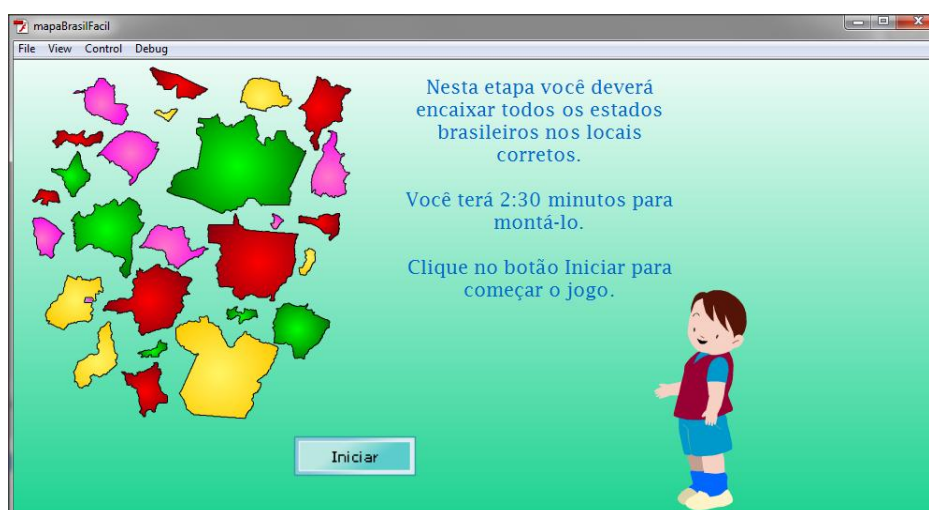 mapaBrasilFacil
File View Control Debug
Nesta etapa você deverá
encaixar todos os estados
brasileiros nos locais
corretos.
Você terá 2:30 minutos para
montá-lo.
Clique no botão Iniciar para
começar o jogo.
Iniciar